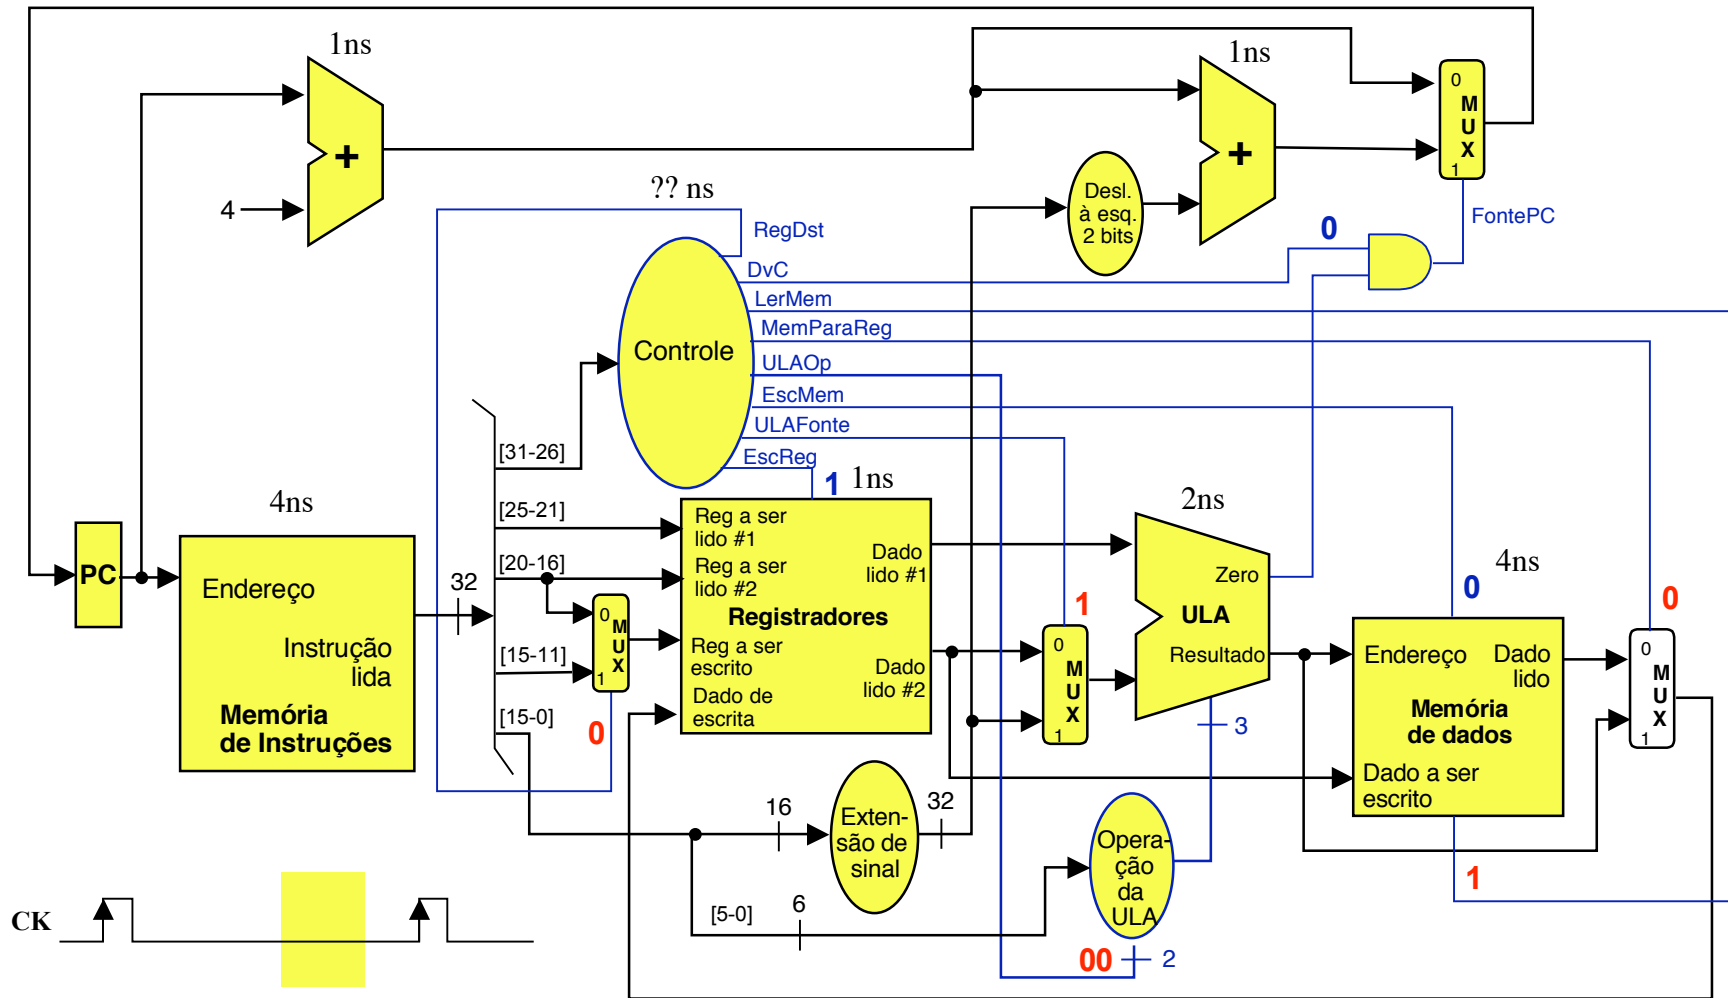 1ns
1ns
0
M
U
X
1
+
+
4
?? ns
Desl.
à esq.
2 bits
FontePC
0
RegDst
DvC
LerMem
MemParaReg
ULAOp
EscMem
ULAFonte
EscReg
Controle
[31-26]
1
1ns
4ns
2ns
4ns
PC
Endereço
Instrução
lida
Memória
de Instruções
32
[25-21]
[20-16]
[15-11]
[15-0]
0
M
U
X
1
0
Reg a ser
lido #1
Reg a ser
lido #2
Registradores
Reg a ser
escrito
Dado de
escrita
Dado
lido #1
Dado
lido #2
1
0
M
U
X
1
Zero
ULA
Resultado
3
0
Endereço
Dado
lido
Memória
de dados
Dado a ser
escrito
1
0
0
M
U
X
1
16
Exten-
são de
sinal
32
Opera-
ção
da
ULA
[5-0]
6
00
2
CK